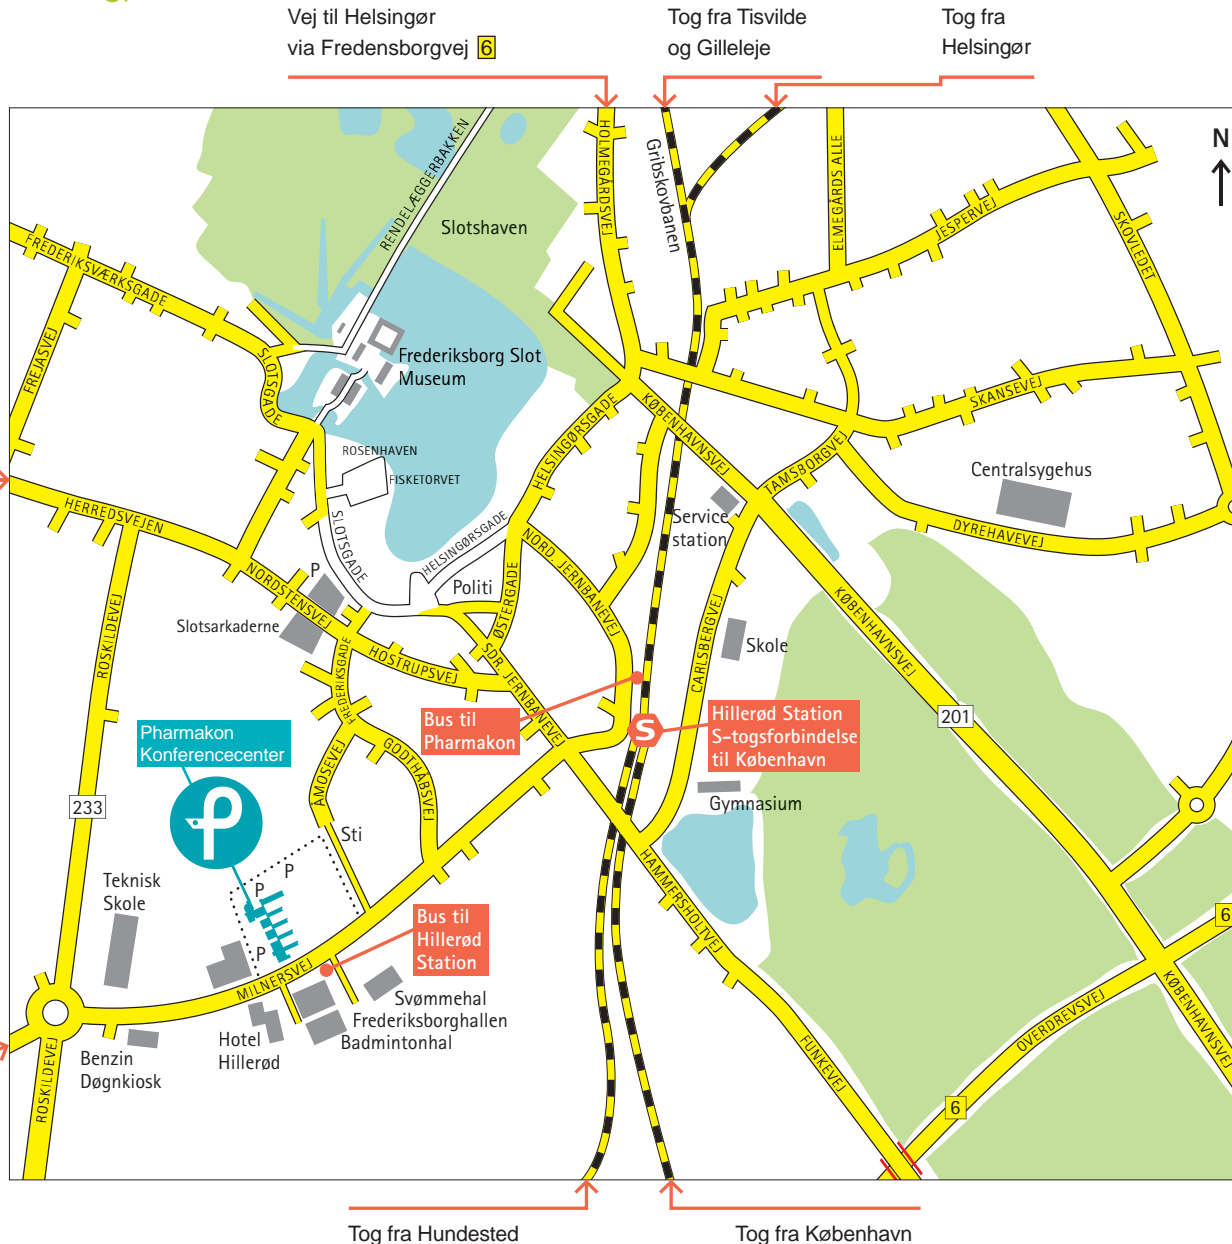 Vej til Helsingør
via Fredensborgvej 6
Tog fra Tisvilde
og Gilleleje
Tog fra
Helsingør
N
RENDELÆGGERBAKKEN
HOLMEGÅRDSVEJ
Gribskovbanen
ELMEGÅRDS ALLE
JESPERVEJ
SKOVLEDET
Slotshaven
FREDERIKSVÆRKSGADE
FREJASVEJ
SLOTSGADE
Frederiksborg Slot
Museum
ROSENHAVEN
FISKETORVET
HELSINGØRSGADE
KØBENHAVNSVEJ
SKANSEVEJ
TAMSBORGVEJ
Centralsygehus
DYREHAVEVEJ
HERREDSVEJEN
SLOTSGADE
HELSINGØRSGADE
NORD. JERNBANEVEJ
Service
station
P
Politi
NORDSTENSVEJ
ØSTERGADE
Slotsarkaderne
ROSKILDEVEJ
HOSTRUPSVEJ
FREDERIKSGADE
SDR. JERNBANEVEJ
CARLSBERGVEJ
Skole
KØBENHAVNSVEJ
201
Bus til
Pharmakon
S
Hillerød Station
S-togsforbindelse
til København
Pharmakon
Konferencecenter
ÅMOSEVEJ
GODTHÅBSVEJ
Gymnasium
233
Sti
HAMMERSHOLTVEJ
P
P
P
Teknisk
Skole
Bus til
Hillerød
Station
6
MILNERSVEJ
Svømmehal
Frederiksborghallen
Badmintonhal
Hotel
Hillerød
Benzin
Døgnkiosk
ROSKILDEVEJ
FUNKEVEJ
OVERDREVSVEJ
KØBENHAVNSVEJ
6
Tog fra Hundested
Tog fra København